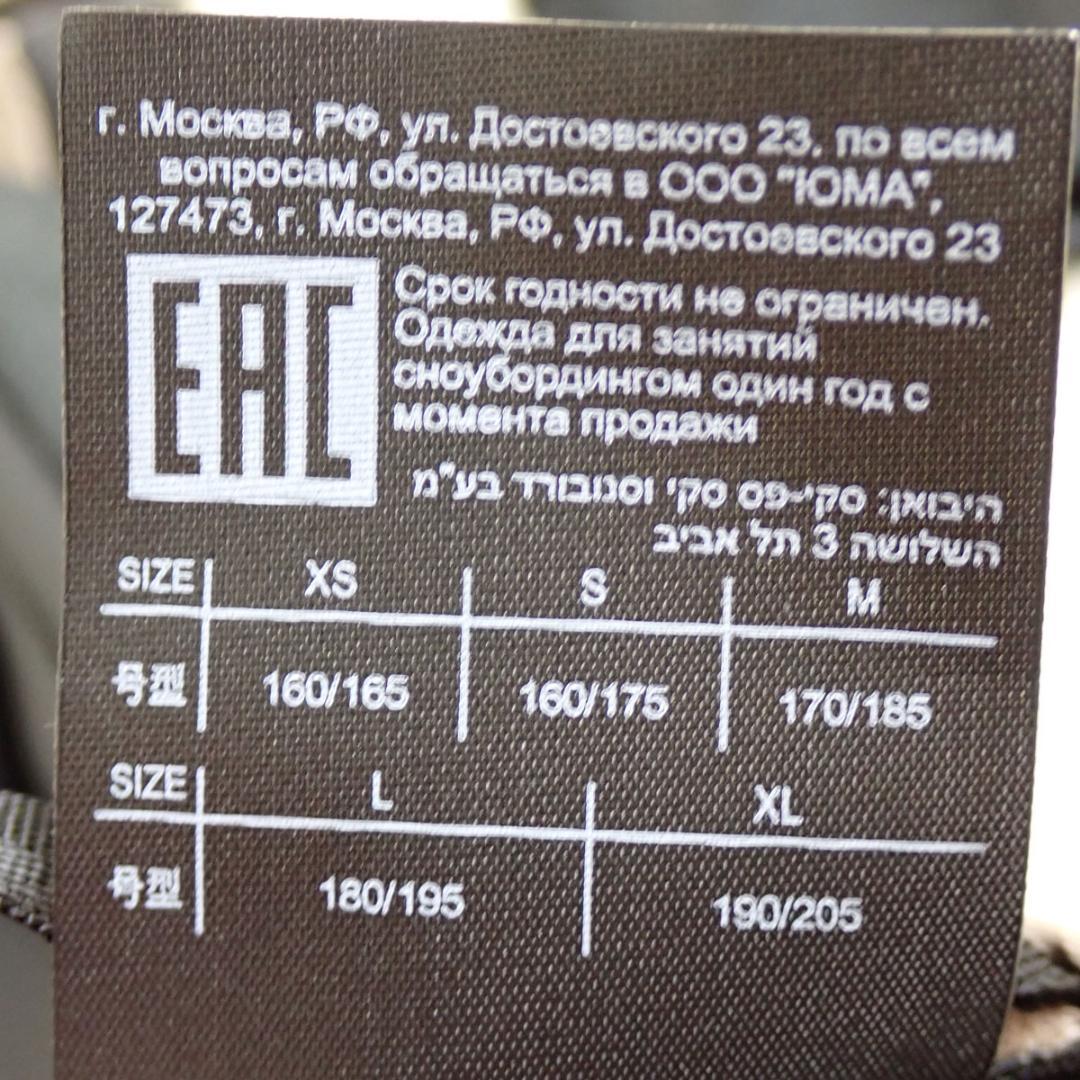 г. Москва, РФ, ул. Достоевского 23. по всем
вопросам обращаться в ООО "ЮМА",
127473, г. Москва, РФ, ул. Достоевского 23
EAC
Срок годности не ограничен.
Одежда для занятий
сноубордингом один год с
момента продажи
היבואן: סקי-פס סקי וסנובורד בע"מ
השלושה 3 תל אביב
SIZE XS S M
号型 160/165 160/175 170/185
SIZE L XL
号型 180/195 190/205